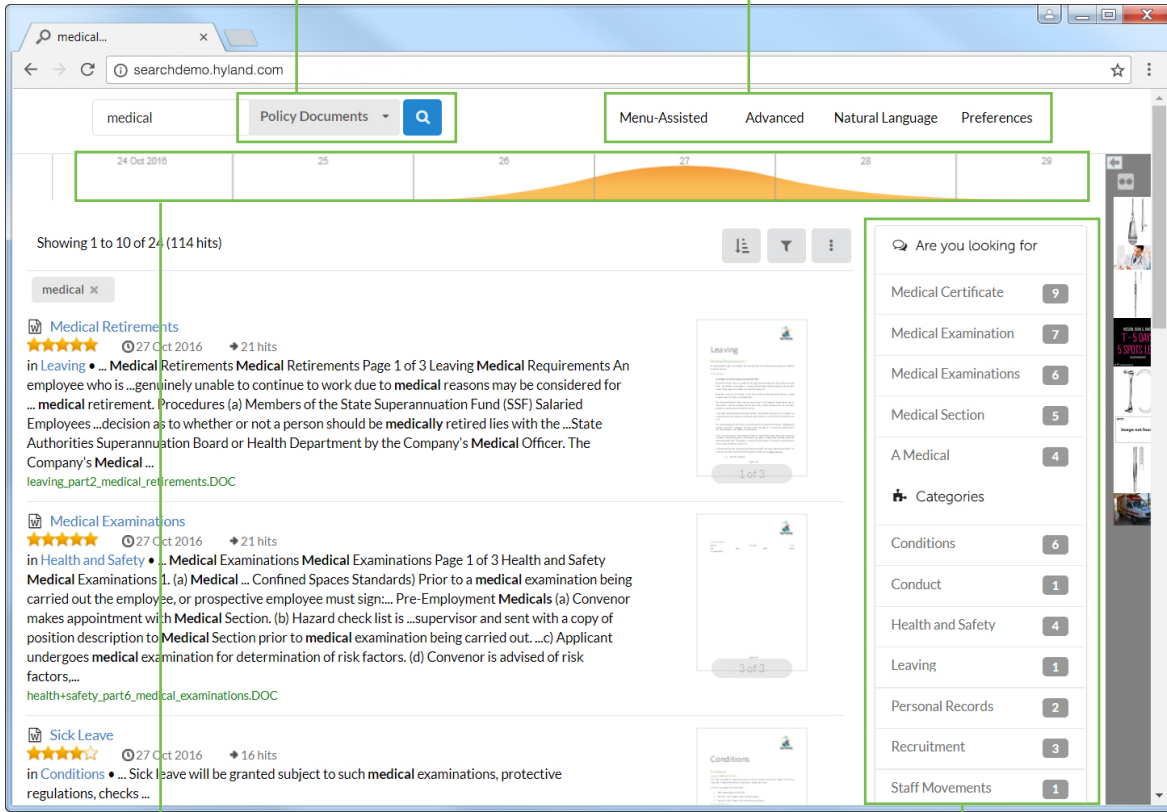 medical...
searchdemo.hyland.com
medical
Policy Documents
Menu-Assisted Advanced Natural Language Preferences
24 Oct 2016 25 26 27 28 29
Showing 1 to 10 of 24 (114 hits)
medical ×
Medical Retirements
27 Oct 2016 21 hits
in Leaving • ... Medical Retirements Medical Retirements Page 1 of 3 Leaving Medical Requirements An
employee who is ...genuinely unable to continue to work due to medical reasons may be considered for
... medical retirement. Procedures (a) Members of the State Superannuation Fund (SSF) Salaried
Employees ...decision as to whether or not a person should be medically retired lies with the ...State
Authorities Superannuation Board or Health Department by the Company's Medical Officer. The
Company's Medical ...
leaving_part2_medical_retirements.DOC
Leaving
1 of 3
Medical Examinations
27 Oct 2016 21 hits
in Health and Safety • ... Medical Examinations Medical Examinations Page 1 of 3 Health and Safety
Medical Examinations 1. (a) Medical ... Confined Spaces Standards) Prior to a medical examination being
carried out the employee, or prospective employee must sign:... Pre-Employment Medicals (a) Convenor
makes appointment with Medical Section. (b) Hazard check list is ...supervisor and sent with a copy of
position description to Medical Section prior to medical examination being carried out. ...c) Applicant
undergoes medical examination for determination of risk factors. (d) Convenor is advised of risk
factors,...
health+safety_part6_medical_examinations.DOC
3 of 3
Sick Leave
27 Oct 2016 16 hits
in Conditions • ... Sick leave will be granted subject to such medical examinations, protective
regulations, checks ...
Conditions
Are you looking for
Medical Certificate 9
Medical Examination 7
Medical Examinations 6
Medical Section 5
A Medical 4
Categories
Conditions 6
Conduct 1
Health and Safety 4
Leaving 1
Personal Records 2
Recruitment 3
Staff Movements 1
T - 5 DAY
5 SPOTS LE
Image not foun